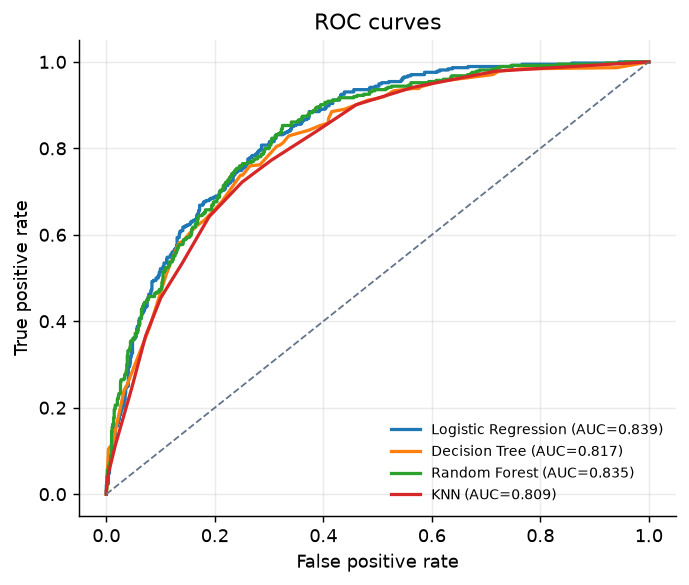 ROC curves
True positive rate
1.0
0.8
0.6
0.4
0.2
0.0
Logistic Regression (AUC=0.839)
Decision Tree (AUC=0.817)
Random Forest (AUC=0.835)
KNN (AUC=0.809)
0.0 0.2 0.4 0.6 0.8 1.0
False positive rate